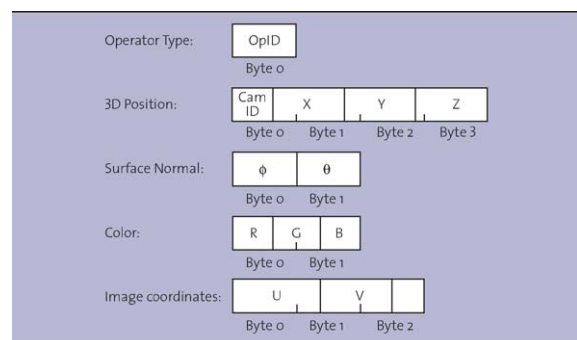 Operator Type: OpID
Byte 0
3D Position: Cam ID X Y Z
Byte 0 Byte 1 Byte 2 Byte 3
Surface Normal: ϕ θ
Byte 0 Byte 1
Color: R G B
Byte 0 Byte 1
Image coordinates: U V
Byte 0 Byte 1 Byte 2